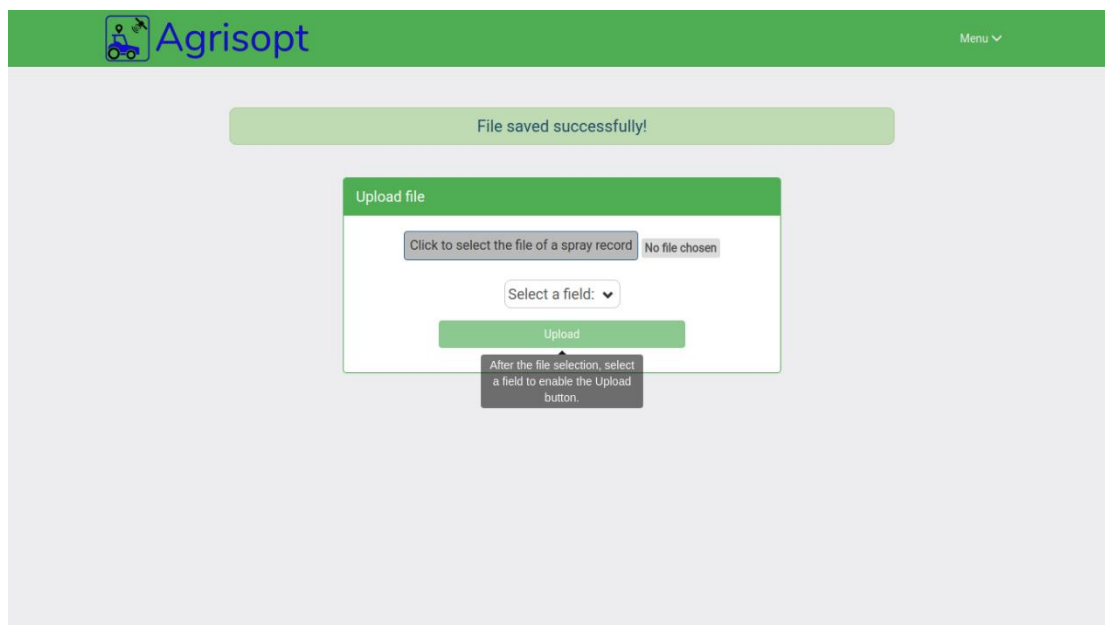 Agrisopt
Menu
File saved successfully!
Upload file
Click to select the file of a spray record
No file chosen
Select a field:
Upload
After the file selection, select
a field to enable the Upload
button.